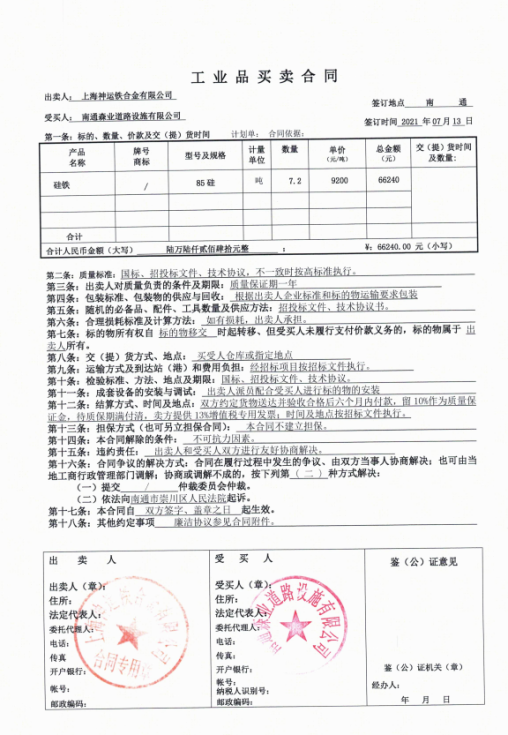 工业品买卖合同
出卖人：上海神运铁合金有限公司
签订地点 南 通
受买人：南通森业道路设施有限公司
签订时间 2021 年 07 月 13 日
第一条：标的、数量、价款及交（提）货时间 计划单： 合同依据：
产品名称 牌号商标 型号及规格 计量单位 数量 单价（元/吨） 总金额（元） 交（提）货时间及数量:
硅铁 / 85 硅 吨 7.2 9200 66240
合计
合计人民币金额（大写） 陆万陆仟贰佰肆拾元整 ： ¥: 66240.00 元（小写）
第二条：质量标准：国标、招投标文件、技术协议，不一致时按高标准执行。
第三条：出卖人对质量负责的条件及期限：质量保证期一年
第四条：包装标准、包装物的供应与回收：根据出卖人企业标准和标的物运输要求包装
第五条：随机的必备品、配件、工具数量及供应方法：招投标文件、技术协议书。
第六条：合理损耗标准及计算方法：如有损耗，出卖人承担。
第七条：标的物所有权自 标的物移交 时起转移、但受买人未履行支付价款义务的，标的物属于 出
卖人所有。
第八条：交（提）货方式、地点：买受人仓库或指定地点
第九条：运输方式及到达站（港）和费用负担：经招标项目按招标文件执行。
第十条：检验标准、方法、地点及期限：国标、招投标文件、技术协议。
第十一条：成套设备的安装与调试：出卖人派员配合受买人进行标的物的安装
第十二条：结算方式、时间及地点：双方约定货物送达并验收合格后六个月内付款，留 10%作为质量保
证金，待质保期满付清，卖方提供 13%增值税专用发票；时间及地点按招标文件执行。
第十三条：担保方式（也可另立担保合同）： 本合同不建立担保。
第十四条：本合同解除的条件： 不可抗力因素。
第十五条：违约责任：出卖人和受买人双方进行友好协商解决。
第十六条：合同争议的解决方式：合同在履行过程中发生的争议、由双方当事人协商解决；也可由当
地工商行政管理部门调解；协商或调解不成的，按下列第（ 二 ）种方式解决：
（一）提交 / 仲裁委员会仲裁。
（二）依法向南通市崇川区人民法院起诉。
第十七条：本合同自 双方签字、盖章之日 起生效。
第十八条：其他约定事项 廉洁协议参见合同附件。
出 卖 人
受 买 人
鉴（公）证意见
出卖人（章）：
住所：
法定代表人：
委托代理人：
电话：
传真
开户银行：
帐号：
邮政编码：
受买人（章）：
住所：
法定代表人：
委托代理人：
电话：
传真：
开户银行：
帐号：
纳税人识别号：
邮政编码：
鉴（公）证机关（章）
经办人：
年 月 日
上海神运铁合金有限公司
合同专用章
南通森业道路设施有限公司